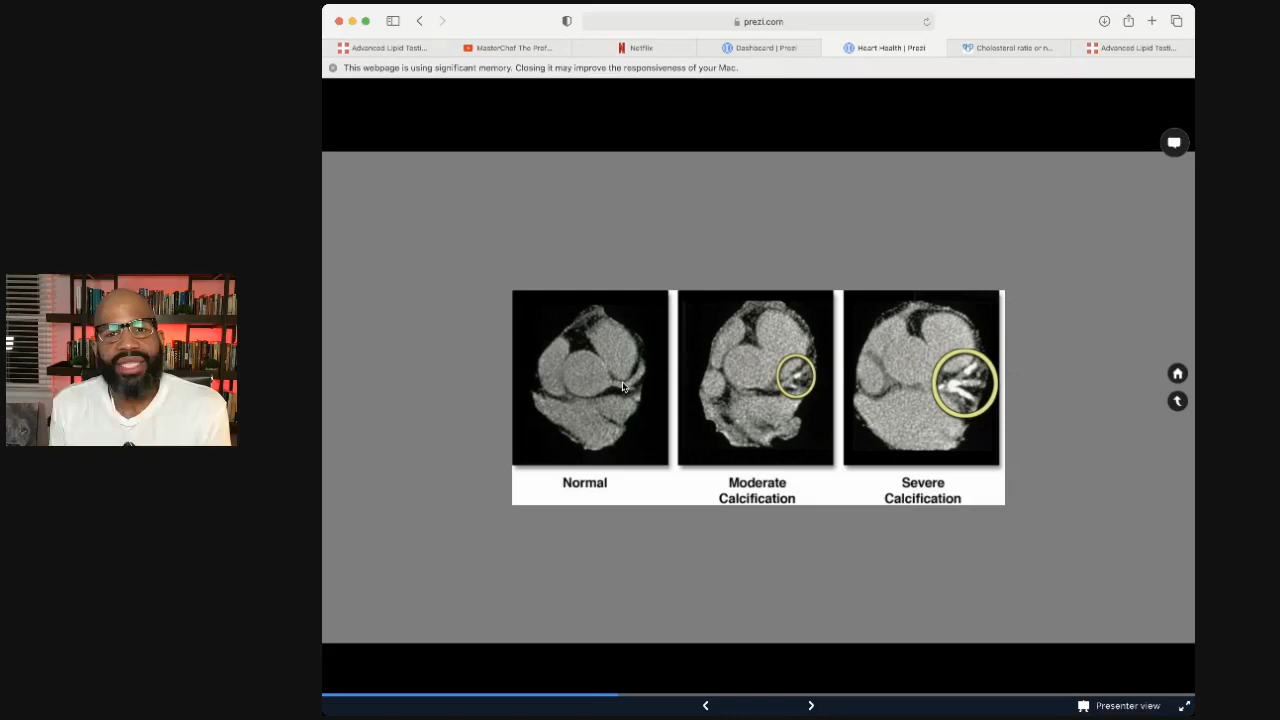 prezi.com
Advanced Lipid Testi...
MasterChef The Prof...
Netflix
Dashboard | Prezi
Heart Health | Prezi
Cholesterol ratio or n...
Advanced Lipid Testi...
This webpage is using significant memory. Closing it may improve the responsiveness of your Mac.
Normal
Moderate
Calcification
Severe
Calcification
Presenter view